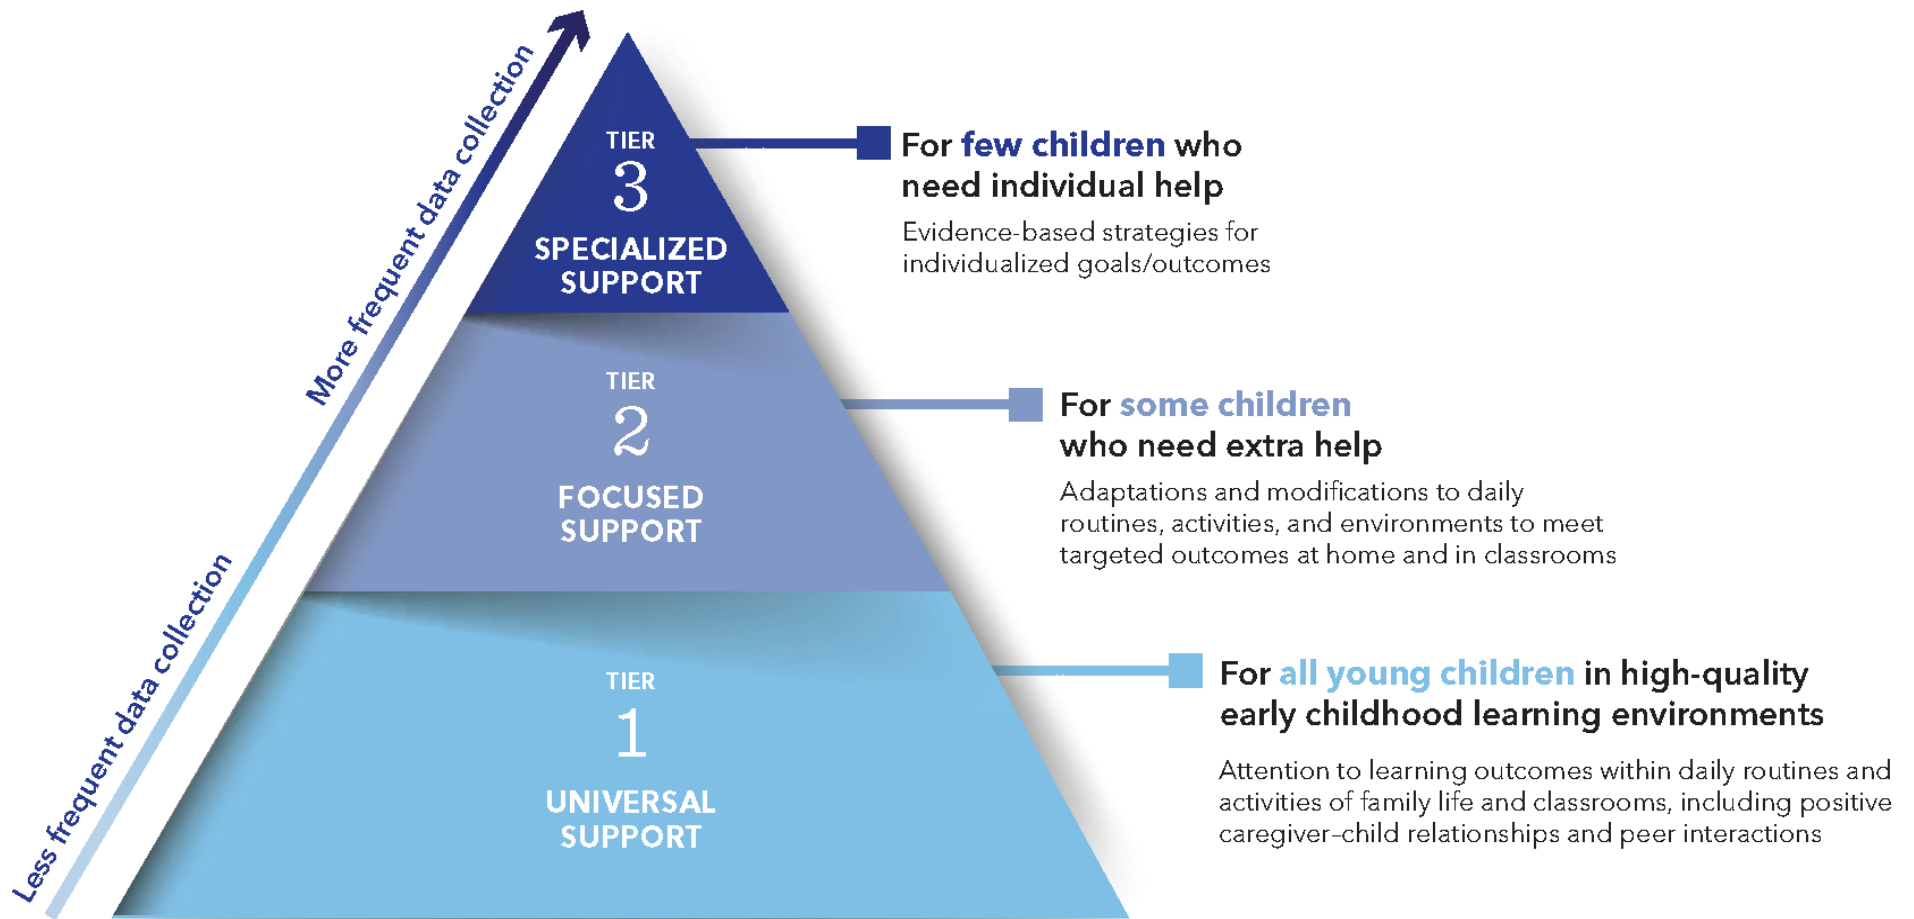 More frequent data collection
Less frequent data collection
TIER
3
SPECIALIZED
SUPPORT
For few children who
need individual help
Evidence-based strategies for
individualized goals/outcomes
TIER
2
FOCUSED
SUPPORT
For some children
who need extra help
Adaptations and modifications to daily
routines, activities, and environments to meet
targeted outcomes at home and in classrooms
TIER
1
UNIVERSAL
SUPPORT
For all young children in high-quality
early childhood learning environments
Attention to learning outcomes within daily routines and
activities of family life and classrooms, including positive
caregiver–child relationships and peer interactions